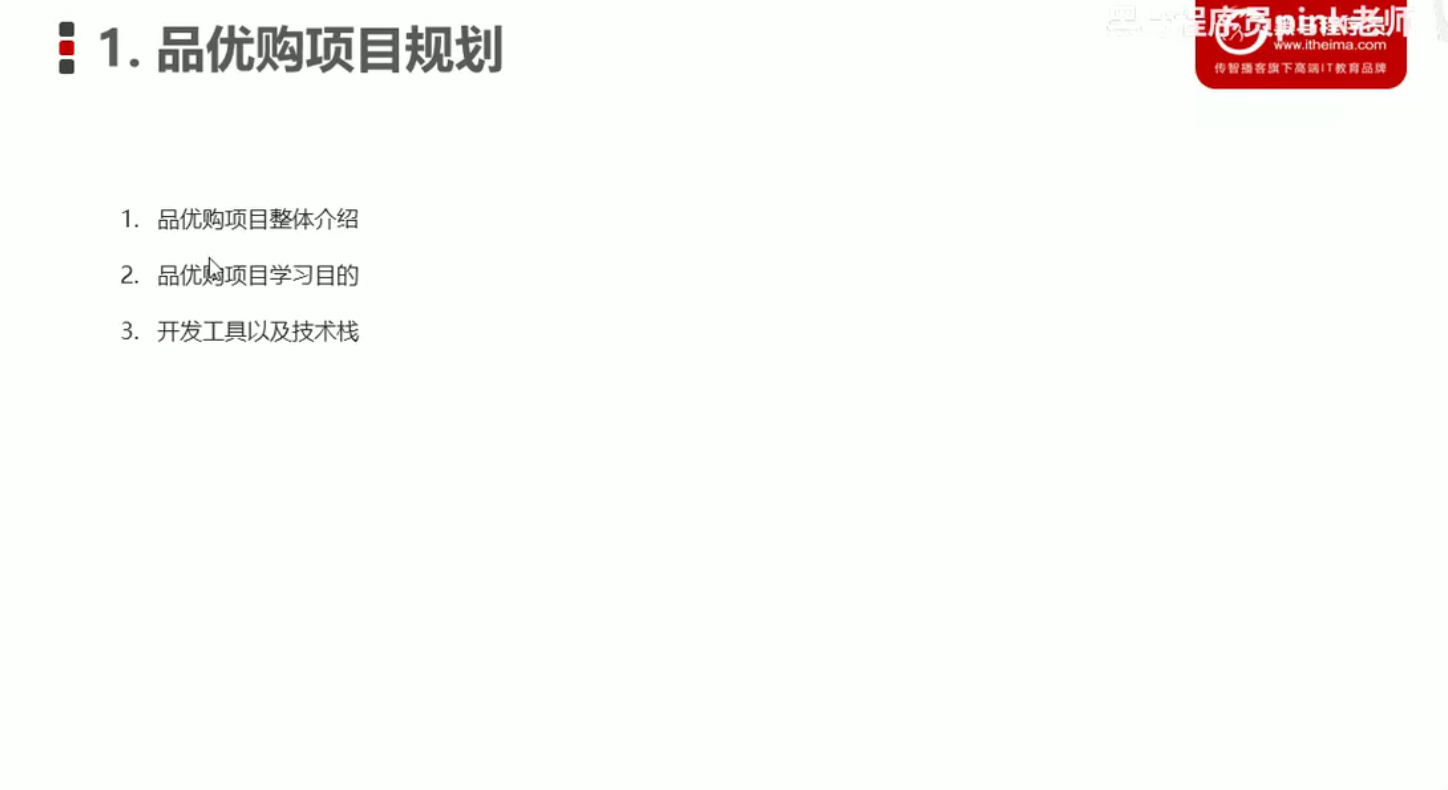 1. 品优购项目规划
程序员pink老师
www.itheima.com
传智播客旗下高端IT教育品牌
1. 品优购项目整体介绍
2. 品优购项目学习目的
3. 开发工具以及技术栈